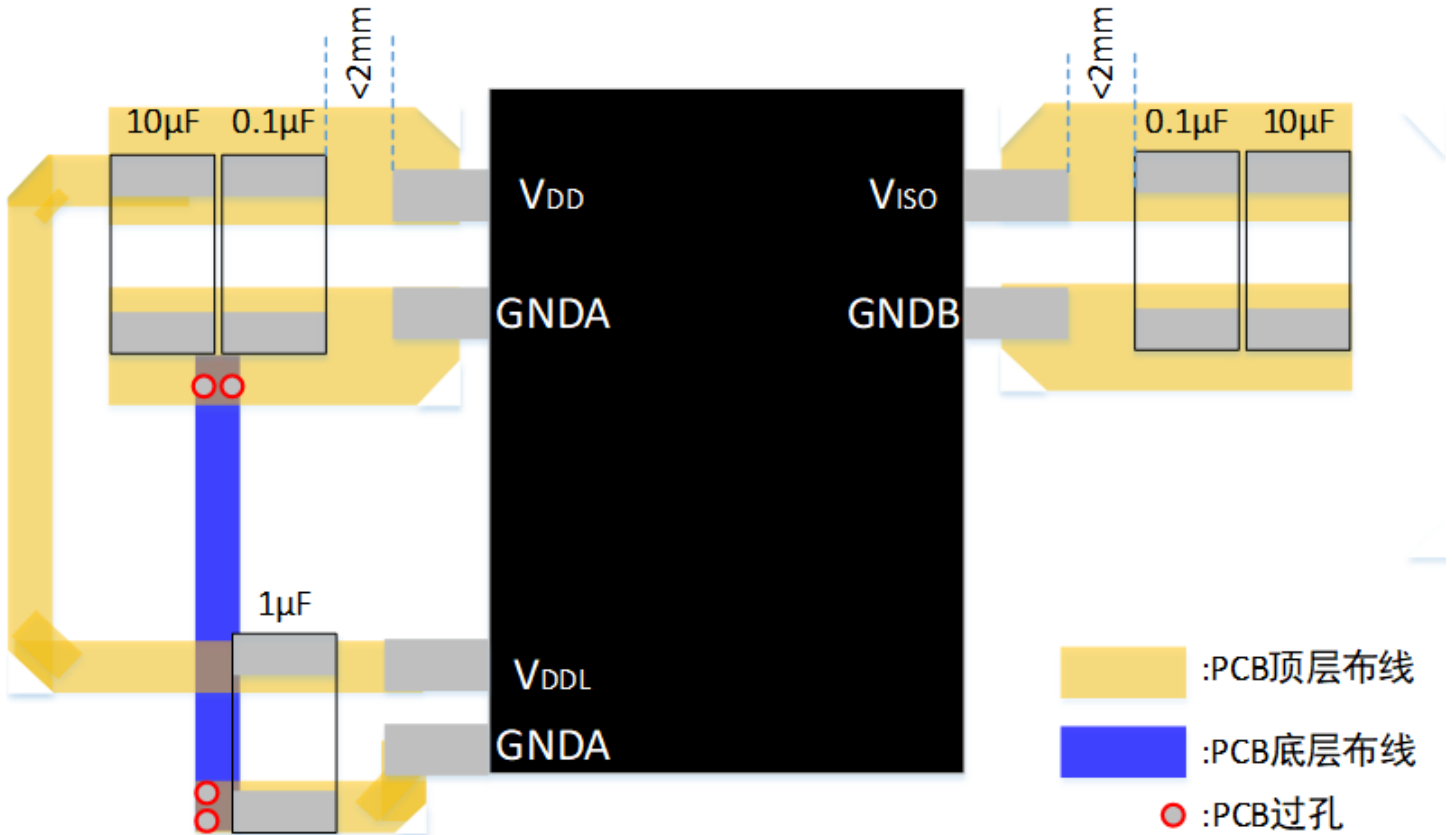 <2mm
<2mm
10μF 0.1μF
0.1μF 10μF
VDD
VISO
GNDA
GNDB
1μF
VDDL
GNDA
:PCB顶层布线
:PCB底层布线
:PCB过孔